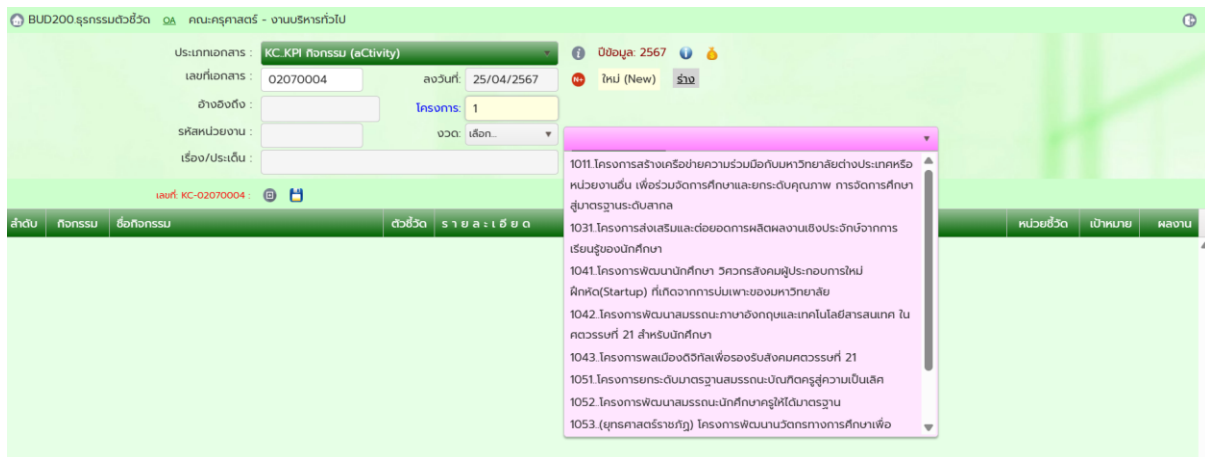 BUD200.ธุรกรรมตัวชี้วัด QA คณะครุศาสตร์ - งานบริหารทั่วไป
ประเภทเอกสาร : KC..KPI กิจกรรม (aCtivity) ปีข้อมูล: 2567
เลขที่เอกสาร : 02070004 ลงวันที่: 25/04/2567 N+ ใหม่ (New) ร่าง
อ้างอิงถึง : โครงการ: 1
รหัสหน่วยงาน : งวด: เลือก..
เรื่อง/ประเด็น :
1011..โครงการสร้างเครือข่ายความร่วมมือกับมหาวิทยาลัยต่างประเทศหรือ
หน่วยงานอื่น เพื่อร่วมจัดการศึกษาและยกระดับคุณภาพ การจัดการศึกษา
สู่มาตรฐานระดับสากล
1031..โครงการส่งเสริมและต่อยอดการผลิตผลงานเชิงประจักษ์จากการ
เรียนรู้ของนักศึกษา
1041..โครงการพัฒนานักศึกษา วิศวกรสังคมผู้ประกอบการใหม่
ฝึกหัด(Startup) ที่เกิดจากการบ่มเพาะของมหาวิทยาลัย
1042..โครงการพัฒนาสมรรถนะภาษาอังกฤษและเทคโนโลยีสารสนเทศ ใน
ศตวรรษที่ 21 สำหรับนักศึกษา
1043..โครงการพลเมืองดิจิทัลเพื่อรองรับสังคมศตวรรษที่ 21
1051..โครงการยกระดับมาตรฐานสมรรถนะบัณฑิตครูสู่ความเป็นเลิศ
1052..โครงการพัฒนาสมรรถนะนักศึกษาครูให้ได้มาตรฐาน
1053..(ยุทธศาสตร์ราชภัฏ) โครงการพัฒนานวัตกรทางการศึกษาเพื่อ
เลขที่: KC-02070004 :
ลำดับ กิจกรรม ชื่อกิจกรรม ตัวชี้วัด ร า ย ล ะ เ อี ย ด หน่วยชี้วัด เป้าหมาย ผลงาน